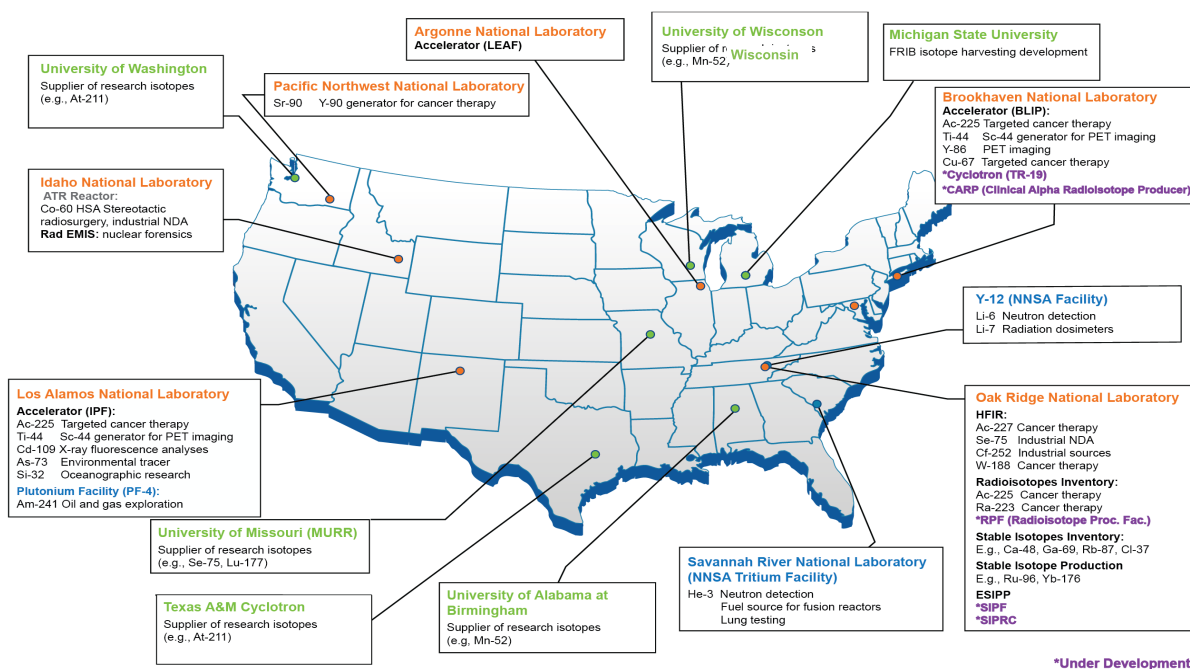 Argonne National Laboratory
Accelerator (LEAF)
University of Wisconson
Supplier of
(e.g., Mn-52,
Wisconsin
Michigan State University
FRIB isotope harvesting development
University of Washington
Supplier of research isotopes
(e.g., At-211)
Pacific Northwest National Laboratory
Sr-90 Y-90 generator for cancer therapy
Brookhaven National Laboratory
Accelerator (BLIP):
Ac-225 Targeted cancer therapy
Ti-44 Sc-44 generator for PET imaging
Y-86 PET imaging
Cu-67 Targeted cancer therapy
*Cyclotron (TR-19)
*CARP (Clinical Alpha Radioisotope Producer)
Idaho National Laboratory
ATR Reactor:
Co-60 HSA Stereotactic
radiosurgery, industrial NDA
Rad EMIS: nuclear forensics
Y-12 (NNSA Facility)
Li-6 Neutron detection
Li-7 Radiation dosimeters
Los Alamos National Laboratory
Accelerator (IPF):
Ac-225 Targeted cancer therapy
Ti-44 Sc-44 generator for PET imaging
Cd-109 X-ray fluorescence analyses
As-73 Environmental tracer
Si-32 Oceanographic research
Plutonium Facility (PF-4):
Am-241 Oil and gas exploration
Oak Ridge National Laboratory
HFIR:
Ac-227 Cancer therapy
Se-75 Industrial NDA
Cf-252 Industrial sources
W-188 Cancer therapy
Radioisotopes Inventory:
Ac-225 Cancer therapy
Ra-223 Cancer therapy
*RPF (Radioisotope Proc. Fac.)
Stable Isotopes Inventory:
E.g., Ca-48, Ga-69, Rb-87, Cl-37
Stable Isotope Production
E.g., Ru-96, Yb-176
ESIPP
*SIPF
*SIPRC
University of Missouri (MURR)
Supplier of research isotopes
(e.g., Se-75, Lu-177)
Savannah River National Laboratory
(NNSA Tritium Facility)
He-3 Neutron detection
Fuel source for fusion reactors
Lung testing
Texas A&M Cyclotron
Supplier of research isotopes
(e.g., At-211)
University of Alabama at
Birmingham
Supplier of research isotopes
(e.g, Mn-52)
*Under Development